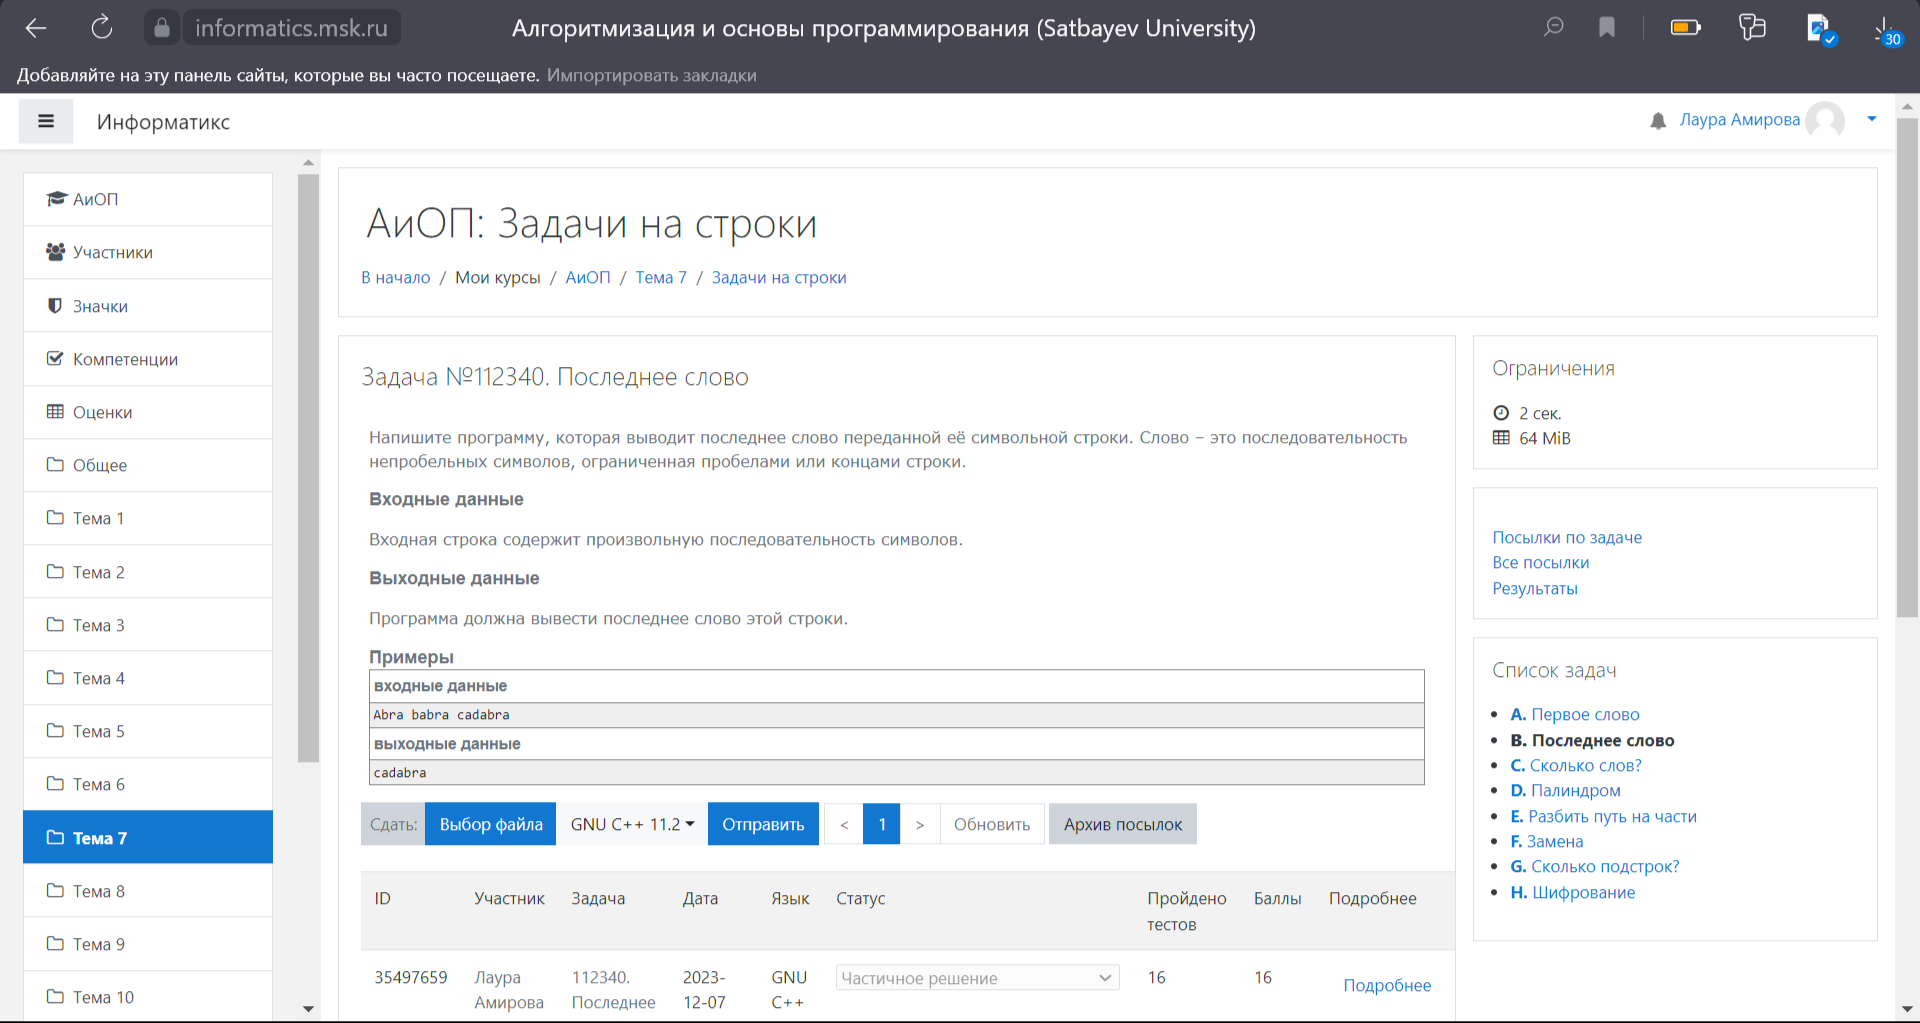 informatics.msk.ru
Алгоритмизация и основы программирования (Satbayev University)
30
Добавляйте на эту панель сайты, которые вы часто посещаете. Импортировать закладки
Информатикс
Лаура Амирова
АиОП
Участники
Значки
Компетенции
Оценки
Общее
Тема 1
Тема 2
Тема 3
Тема 4
Тема 5
Тема 6
Тема 7
Тема 8
Тема 9
Тема 10
АиОП: Задачи на строки
В начало / Мои курсы / АиОП / Тема 7 / Задачи на строки
Задача №112340. Последнее слово
Напишите программу, которая выводит последнее слово переданной её символьной строки. Слово – это последовательность
непробельных символов, ограниченная пробелами или концами строки.
Входные данные
Входная строка содержит произвольную последовательность символов.
Выходные данные
Программа должна вывести последнее слово этой строки.
Примеры
входные данные
Abra babra cadabra
выходные данные
cadabra
Сдать: Выбор файла GNU C++ 11.2 Отправить < 1 > Обновить Архив посылок
ID Участник Задача Дата Язык Статус Пройдено тестов Баллы Подробнее
35497659 Лаура Амирова 112340. Последнее 2023-12-07 GNU C++ Частичное решение 16 16 Подробнее
Ограничения
2 сек.
64 MiB
Посылки по задаче
Все посылки
Результаты
Список задач
A. Первое слово
B. Последнее слово
C. Сколько слов?
D. Палиндром
E. Разбить путь на части
F. Замена
G. Сколько подстрок?
H. Шифрование